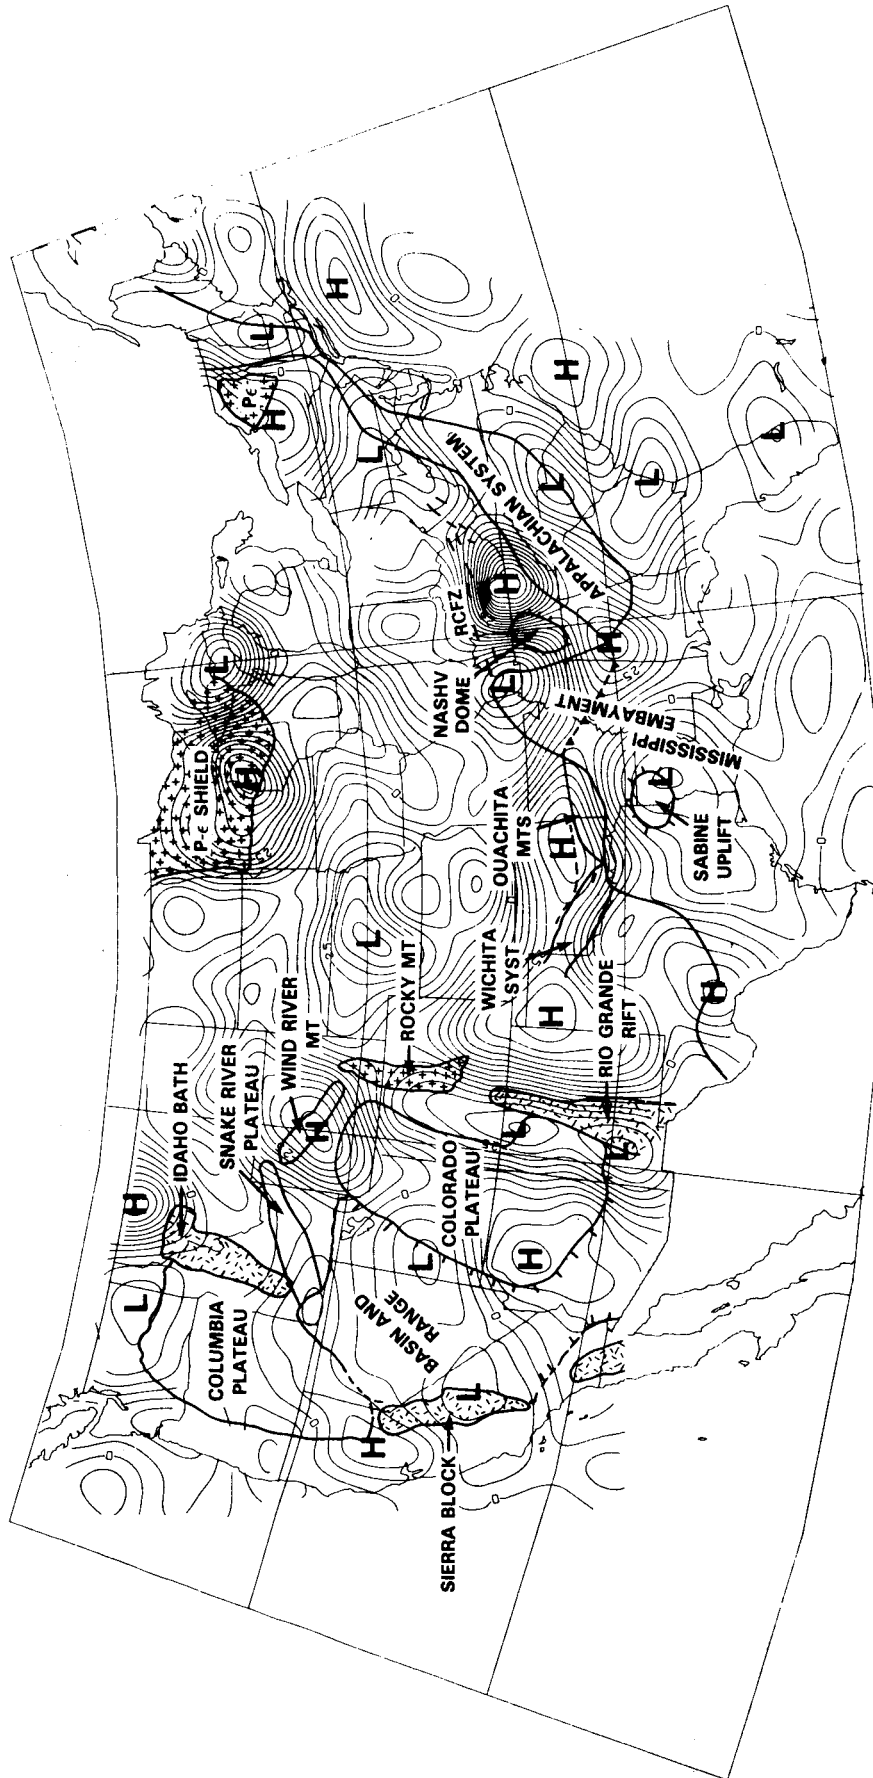 IDAHO BATH
SNAKE RIVER
PLATEAU
WIND RIVER
MT
ROCKY MT
COLUMBIA
PLATEAU
BASIN AND
RANGE
COLORADO
PLATEAU
SIERRA BLOCK
RIO GRANDE
RIFT
WICHITA
SYST
OUACHITA
MTS
SABINE
UPLIFT
MISSISSIPPI
EMBAYMENT
NASHV
DOME
RCFZ
APPALACHIAN SYSTEM
P-ϵ SHIELD
Pϵ
H
L
H
L
H
L
H
L
L
H
L
H
H
L
H
L
L
H
H
L
H
L
L
H
H
L
L
L